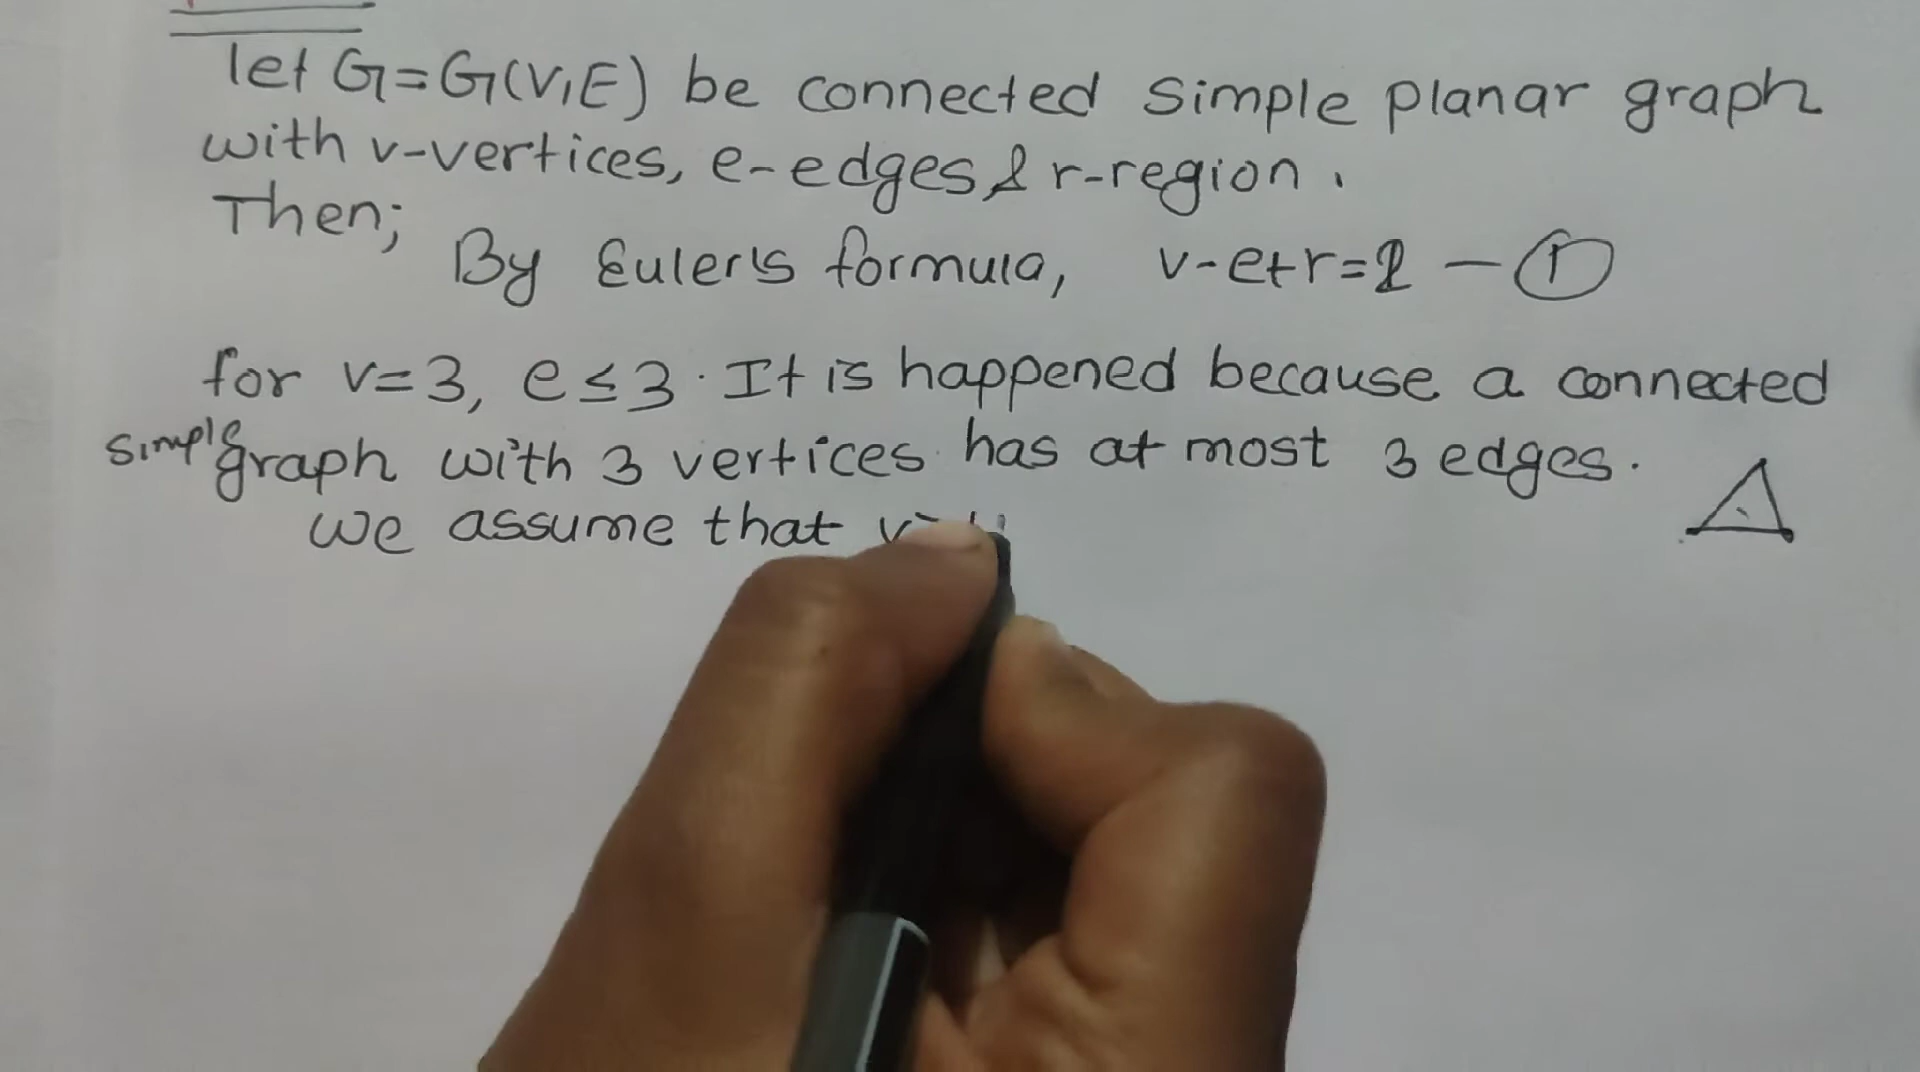 let G=G(V,E) be connected simple planar graph
with v-vertices, e-edges & r-region.
Then;
By Euler's formula, v-e+r=2 — ①
for v=3, e≤3. It is happened because a connected
simple graph with 3 vertices has at most 3 edges.
we assume that